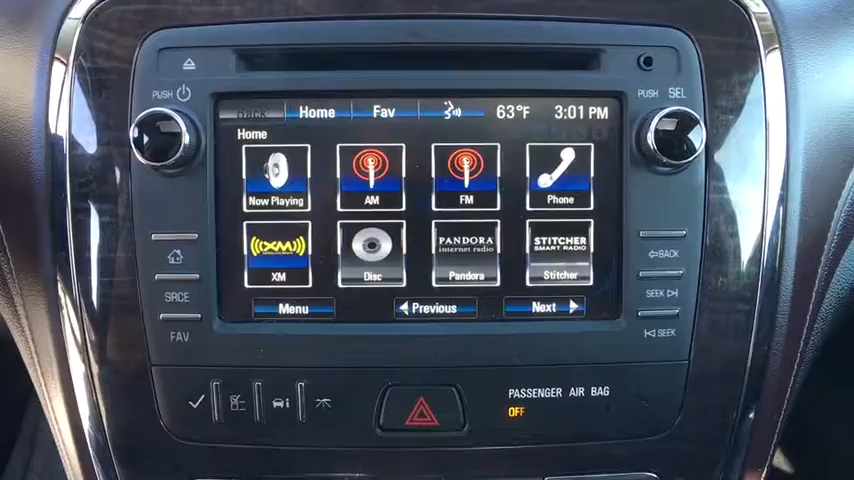 PUSH
PUSH SEL
Back Home Fav 63°F 3:01 PM
Home
Now Playing AM FM Phone
XM
PANDORA
internet radio
STITCHER
SMART RADIO
XM Disc Pandora Stitcher
Menu Previous Next
SRCE
FAV
BACK
SEEK
SEEK
PASSENGER AIR BAG
OFF